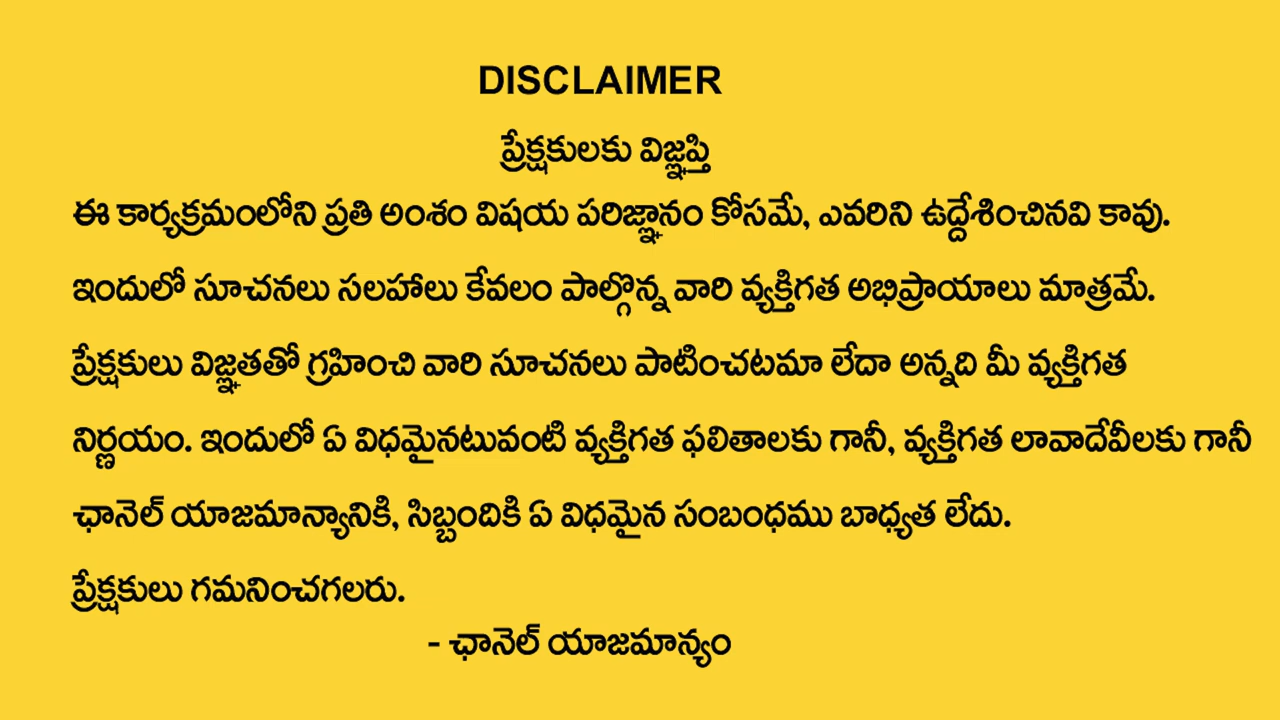 DISCLAIMER
ప్రేక్షకులకు విజ్ఞప్తి
ఈ కార్యక్రమంలోని ప్రతి అంశం విషయ పరిజ్ఞానం కోసమే, ఎవరిని ఉద్దేశించినవి కావు.
ఇందులో సూచనలు సలహాలు కేవలం పాల్గొన్న వారి వ్యక్తిగత అభిప్రాయాలు మాత్రమే.
ప్రేక్షకులు విజ్ఞతతో గ్రహించి వారి సూచనలు పాటించటమా లేదా అన్నది మీ వ్యక్తిగత
నిర్ణయం. ఇందులో ఏ విధమైనటువంటి వ్యక్తిగత ఫలితాలకు గానీ, వ్యక్తిగత లావాదేవీలకు గానీ
ఛానెల్ యాజమాన్యానికి, సిబ్బందికి ఏ విధమైన సంబంధము బాధ్యత లేదు.
ప్రేక్షకులు గమనించగలరు.
- ఛానెల్ యాజమాన్యం